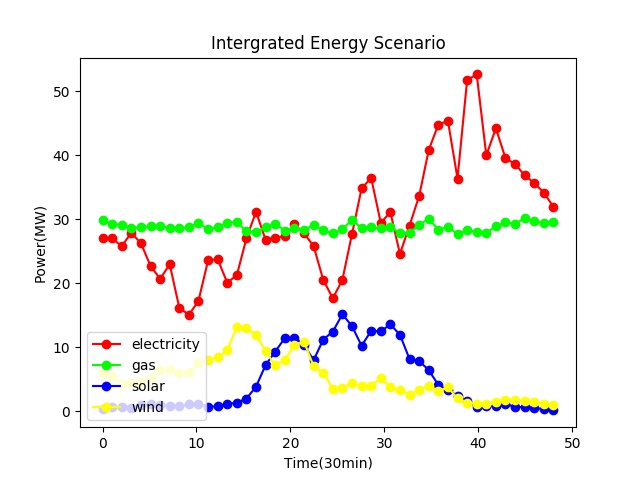 Intergrated Energy Scenario
Power(MW)
50
40
30
20
10
0
electricity
gas
solar
wind
0 10 20 30 40 50
Time(30min)